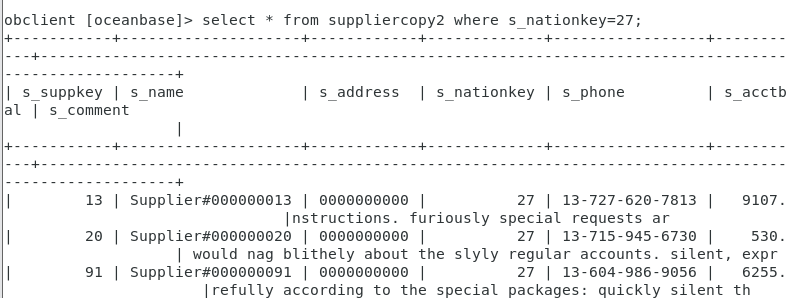 obclient [oceanbase]> select * from suppliercopy2 where s_nationkey=27;
+-----------+--------------------+------------+-------------+-----------------+--------
---+------------------------------------------------------------------------------------
-------------------+
| s_suppkey | s_name             | s_address  | s_nationkey | s_phone         | s_acctb
al | s_comment
                   |
+-----------+--------------------+------------+-------------+-----------------+--------
---+------------------------------------------------------------------------------------
-------------------+
|        13 | Supplier#000000013 | 0000000000 |          27 | 13-727-620-7813 |   9107.
                               |nstructions. furiously special requests ar
|        20 | Supplier#000000020 | 0000000000 |          27 | 13-715-945-6730 |    530.
                   | would nag blithely about the slyly regular accounts. silent, expr
|        91 | Supplier#000000091 | 0000000000 |          27 | 13-604-986-9056 |   6255.
                      |refully according to the special packages: quickly silent th